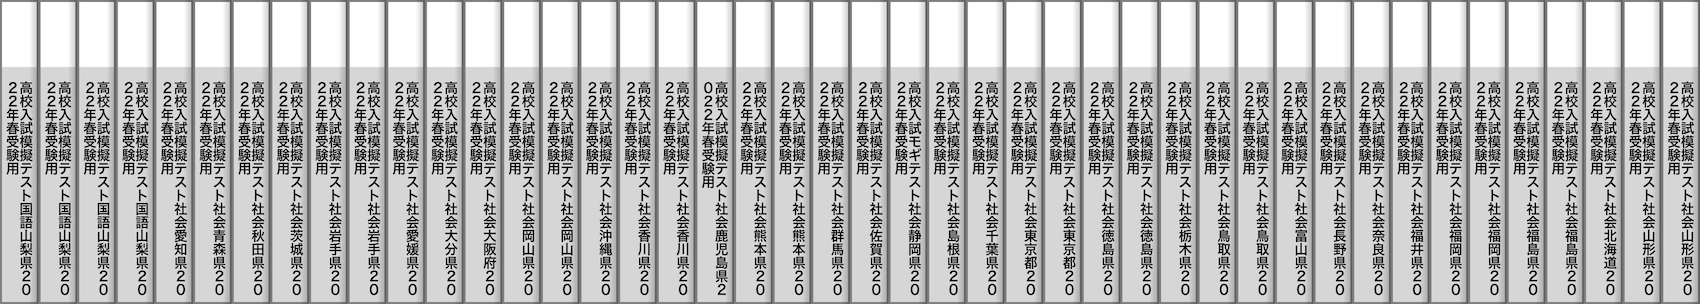 高校入試模擬テスト国語山梨県20
22年春受験用
高校入試模擬テスト国語山梨県20
22年春受験用
高校入試模擬テスト国語山梨県20
22年春受験用
高校入試模擬テスト国語山梨県20
22年春受験用
高校入試模擬テスト社会愛知県20
22年春受験用
高校入試模擬テスト社会青森県20
22年春受験用
高校入試模擬テスト社会秋田県20
22年春受験用
高校入試模擬テスト社会茨城県20
22年春受験用
高校入試模擬テスト社会岩手県20
22年春受験用
高校入試模擬テスト社会岩手県20
22年春受験用
高校入試模擬テスト社会愛媛県20
22年春受験用
高校入試模擬テスト社会大分県20
22年春受験用
高校入試模擬テスト社会大阪府20
22年春受験用
高校入試模擬テスト社会岡山県20
22年春受験用
高校入試模擬テスト社会岡山県20
22年春受験用
高校入試模擬テスト社会沖縄県20
22年春受験用
高校入試模擬テスト社会香川県20
22年春受験用
高校入試模擬テスト社会香川県20
22年春受験用
高校入試模擬テスト社会鹿児島県2
022年春受験用
高校入試模擬テスト社会熊本県20
22年春受験用
高校入試模擬テスト社会熊本県20
22年春受験用
高校入試模擬テスト社会群馬県20
22年春受験用
高校入試模擬テスト社会佐賀県20
22年春受験用
高校入試モギテスト社会静岡県20
22年春受験用
高校入試模擬テスト社会島根県20
22年春受験用
高校入試模擬テスト社会千葉県20
22年春受験用
高校入試模擬テスト社会東京都20
22年春受験用
高校入試模擬テスト社会東京都20
22年春受験用
高校入試模擬テスト社会徳島県20
22年春受験用
高校入試模擬テスト社会徳島県20
22年春受験用
高校入試模擬テスト社会栃木県20
22年春受験用
高校入試模擬テスト社会鳥取県20
22年春受験用
高校入試模擬テスト社会鳥取県20
22年春受験用
高校入試模擬テスト社会富山県20
22年春受験用
高校入試模擬テスト社会長野県20
22年春受験用
高校入試模擬テスト社会奈良県20
22年春受験用
高校入試模擬テスト社会福井県20
22年春受験用
高校入試模擬テスト社会福岡県20
22年春受験用
高校入試模擬テスト社会福岡県20
22年春受験用
高校入試模擬テスト社会福島県20
22年春受験用
高校入試模擬テスト社会福島県20
22年春受験用
高校入試模擬テスト社会北海道20
22年春受験用
高校入試模擬テスト社会山形県20
22年春受験用
高校入試模擬テスト社会山形県20
22年春受験用